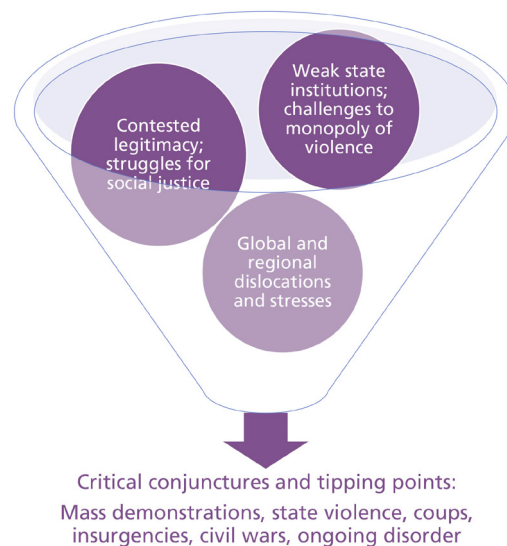 Weak state
institutions;
challenges to
monopoly of
violence
Contested
legitimacy;
struggles for
social justice
Global and
regional
dislocations
and stresses
Critical conjunctures and tipping points:
Mass demonstrations, state violence, coups,
insurgencies, civil wars, ongoing disorder